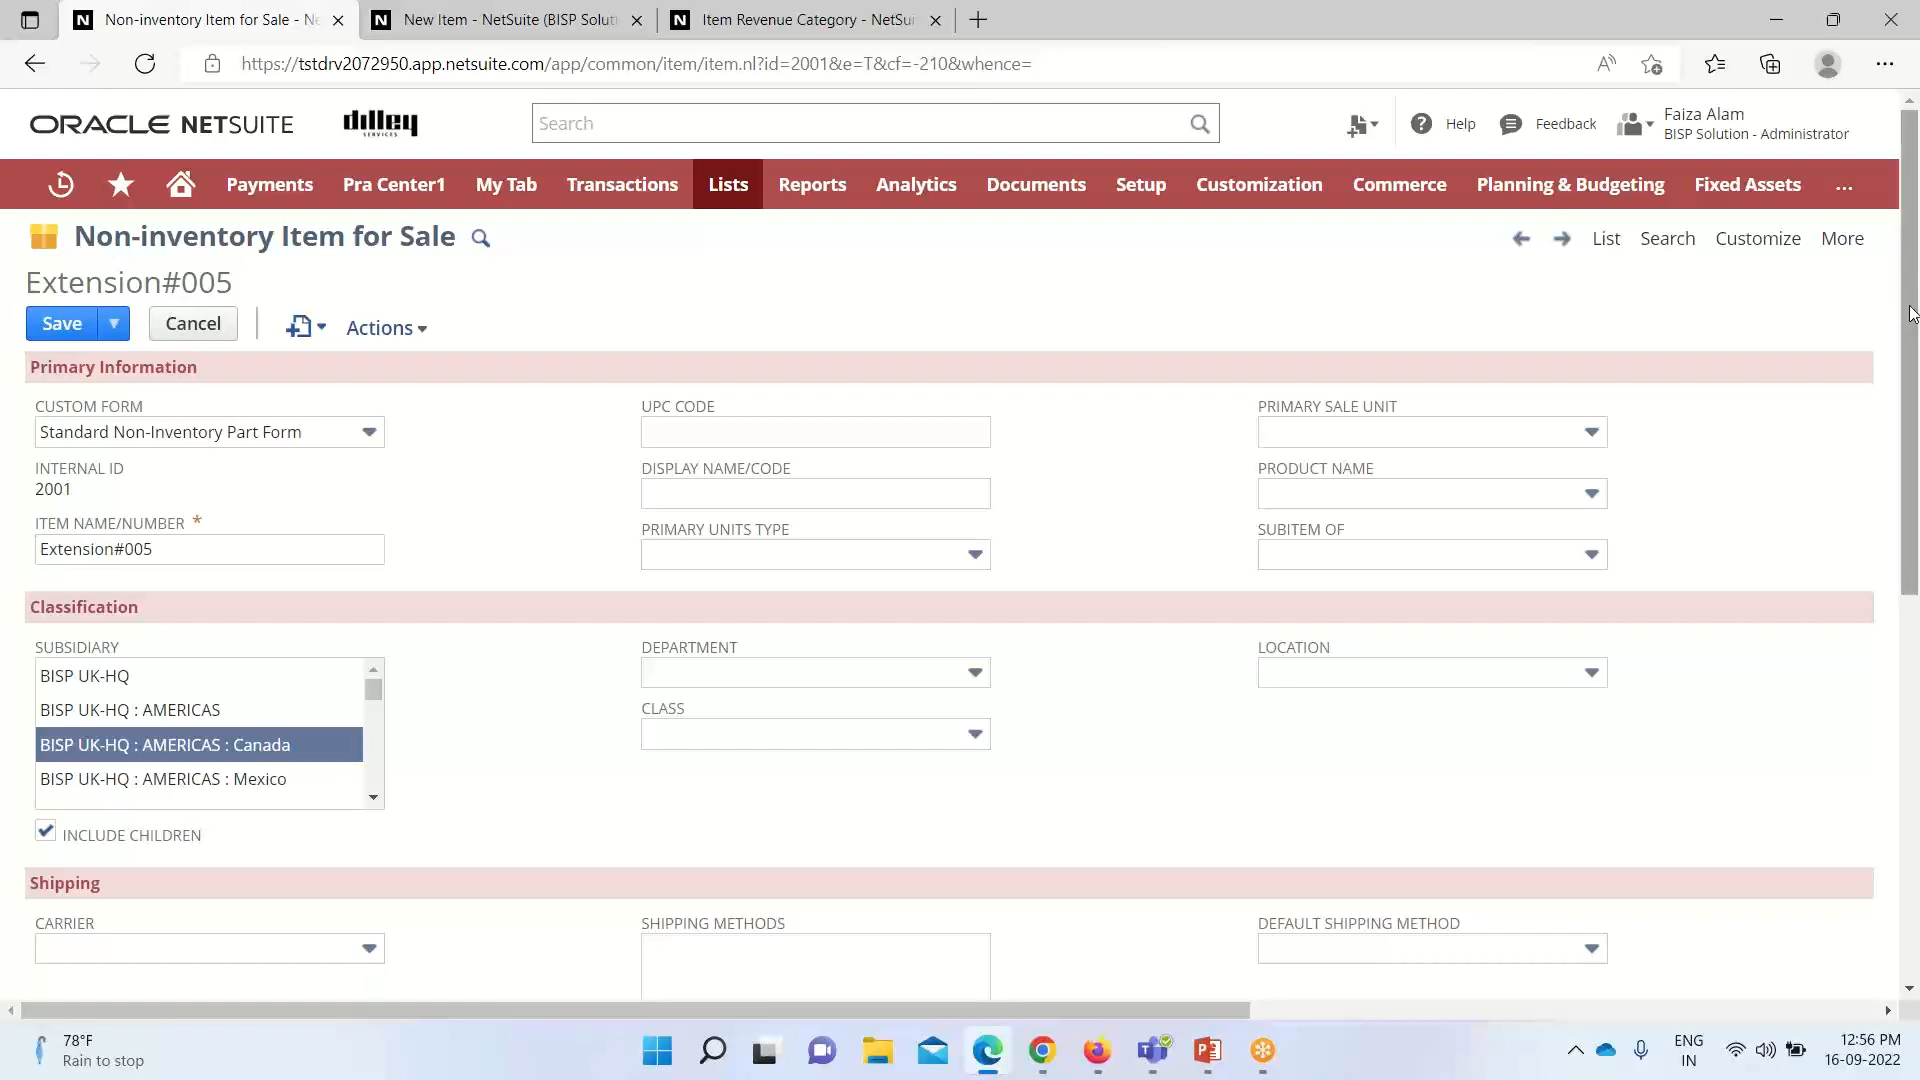 Non-inventory Item for Sale - Ne
New Item - NetSuite (BISP Soluti
Item Revenue Category - NetSui
https://tstdrv2072950.app.netsuite.com/app/common/item/item.nl?id=2001&e=T&cf=-210&whence=
ORACLE NETSUITE
dilley
SERVICES
Search
Help
Feedback
Faiza Alam
BISP Solution - Administrator
Payments
Pra Center1
My Tab
Transactions
Lists
Reports
Analytics
Documents
Setup
Customization
Commerce
Planning & Budgeting
Fixed Assets
...
Non-inventory Item for Sale
List
Search
Customize
More
Extension#005
Save
Cancel
Actions
Primary Information
CUSTOM FORM
Standard Non-Inventory Part Form
INTERNAL ID
2001
ITEM NAME/NUMBER *
Extension#005
UPC CODE
DISPLAY NAME/CODE
PRIMARY UNITS TYPE
PRIMARY SALE UNIT
PRODUCT NAME
SUBITEM OF
Classification
SUBSIDIARY
BISP UK-HQ
BISP UK-HQ : AMERICAS
BISP UK-HQ : AMERICAS : Canada
BISP UK-HQ : AMERICAS : Mexico
INCLUDE CHILDREN
DEPARTMENT
CLASS
LOCATION
Shipping
CARRIER
SHIPPING METHODS
DEFAULT SHIPPING METHOD
78°F
Rain to stop
ENG
IN
12:56 PM
16-09-2022